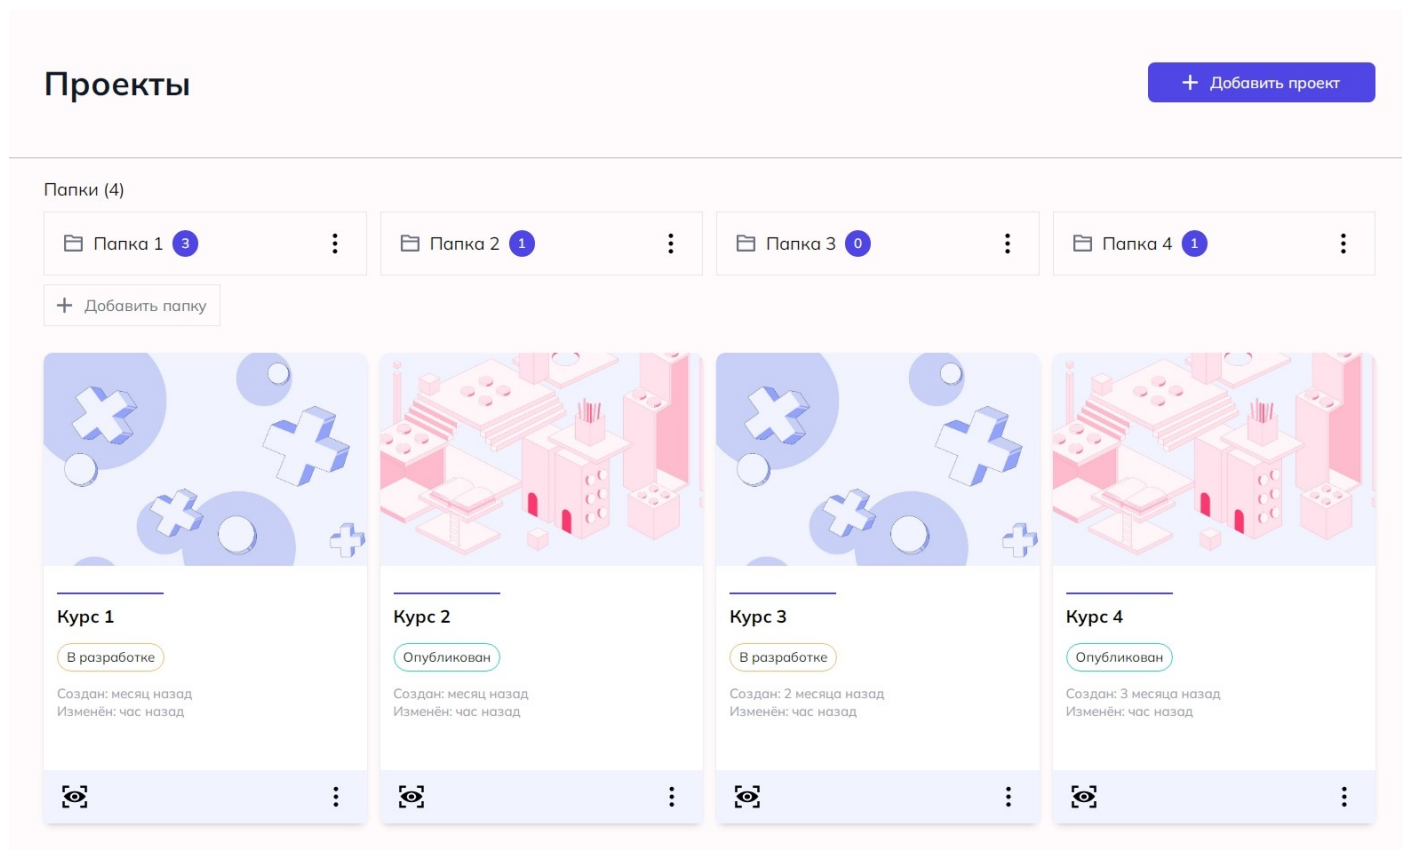 Проекты
+ Добавить проект
Папки (4)
Папка 1 3
Папка 2 1
Папка 3 0
Папка 4 1
+ Добавить папку
Курс 1
В разработке
Создан: месяц назад
Изменён: час назад
Курс 2
Опубликован
Создан: месяц назад
Изменён: час назад
Курс 3
В разработке
Создан: 2 месяца назад
Изменён: час назад
Курс 4
Опубликован
Создан: 3 месяца назад
Изменён: час назад